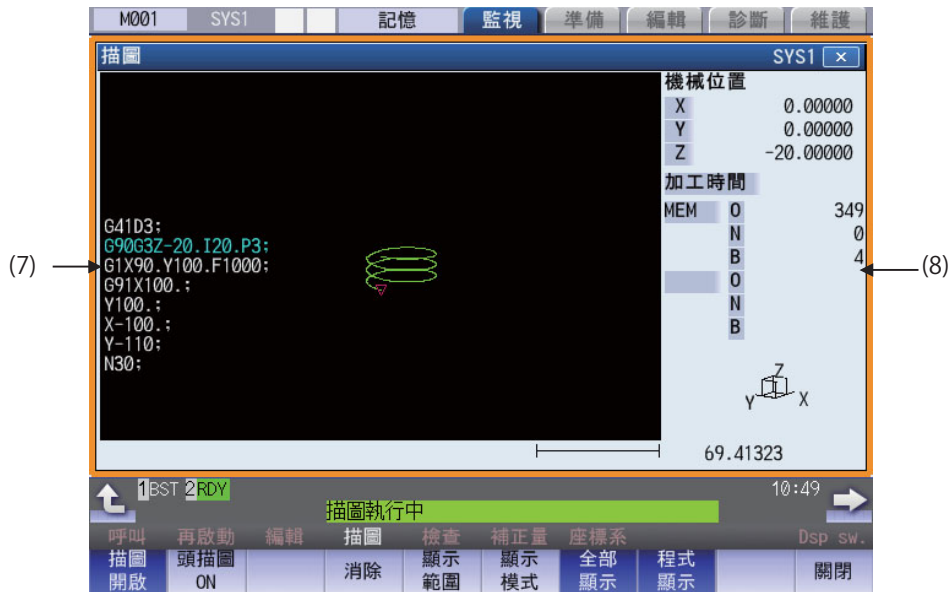 M001 SYS1 記憶 監視 準備 編輯 診斷 維護
描圖 SYS1 ×
機械位置
X 0.00000
Y 0.00000
Z -20.00000
加工時間
MEM O 349
N 0
B 4
O
N
B
G41D3;
G90G3Z-20.I20.P3;
G1X90.Y100.F1000;
G91X100.;
Y100.;
X-100.;
Y-110;
N30;
(7)
(8)
Z
Y X
69.41323
1BST 2RDY 10:49
描圖執行中
呼叫 再啟動 編輯 描圖 檢查 補正量 座標系 Dsp sw.
描圖開啟 頭描圖ON 消除 顯示範圍 顯示模式 全部顯示 程式顯示 關閉